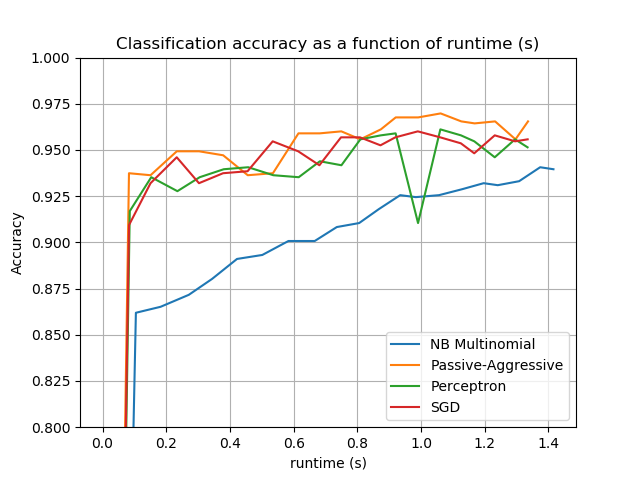 Classification accuracy as a function of runtime (s)
1.000
0.975
0.950
0.925
0.900
0.875
0.850
0.825
0.800
Accuracy
0.0 0.2 0.4 0.6 0.8 1.0 1.2 1.4
runtime (s)
NB Multinomial
Passive-Aggressive
Perceptron
SGD